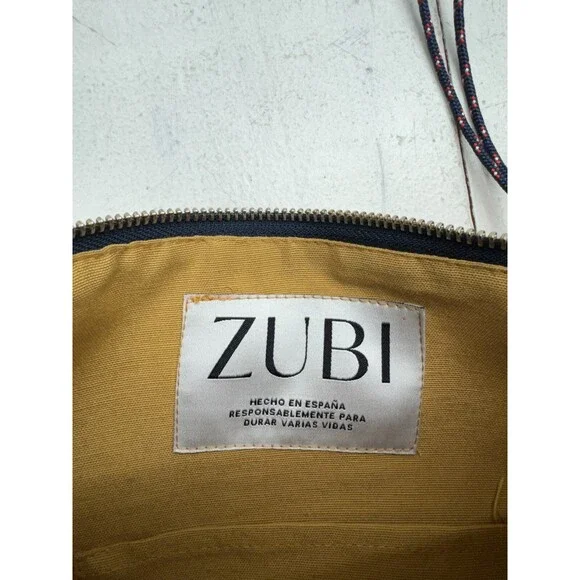 ZUBI
HECHO EN ESPAÑA
RESPONSABLEMENTE PARA
DURAR VARIAS VIDAS